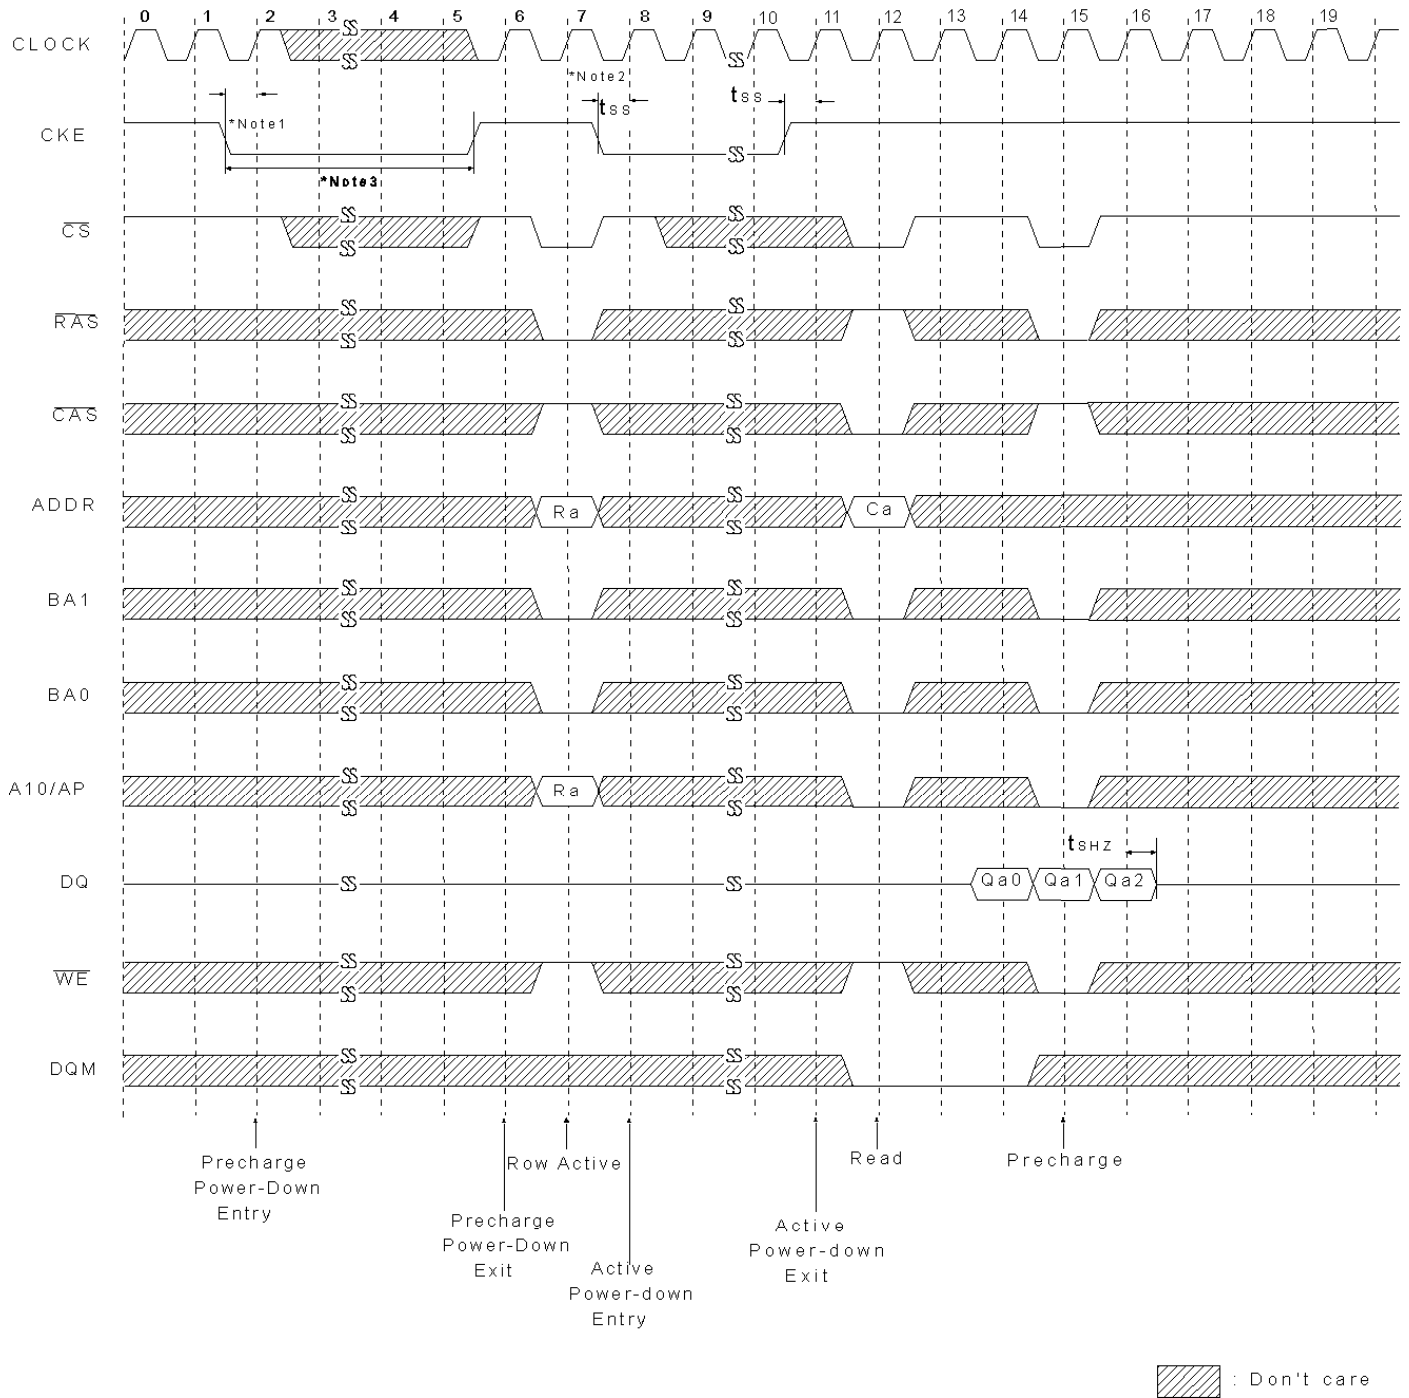 0 1 2 3 4 5 6 7 8 9 10 11 12 13 14 15 16 17 18 19
CLOCK
*Note2
tSS
tSS
*Note1
CKE
*Note3
CS
RAS
CAS
ADDR Ra Ca
BA1
BA0
A10/AP Ra
tSHZ
DQ Qa0 Qa1 Qa2
WE
DQM
Precharge
Power-Down
Entry
Row Active
Precharge
Power-Down
Exit
Active
Power-down
Entry
Active
Power-down
Exit
Read
Precharge
: Don't care